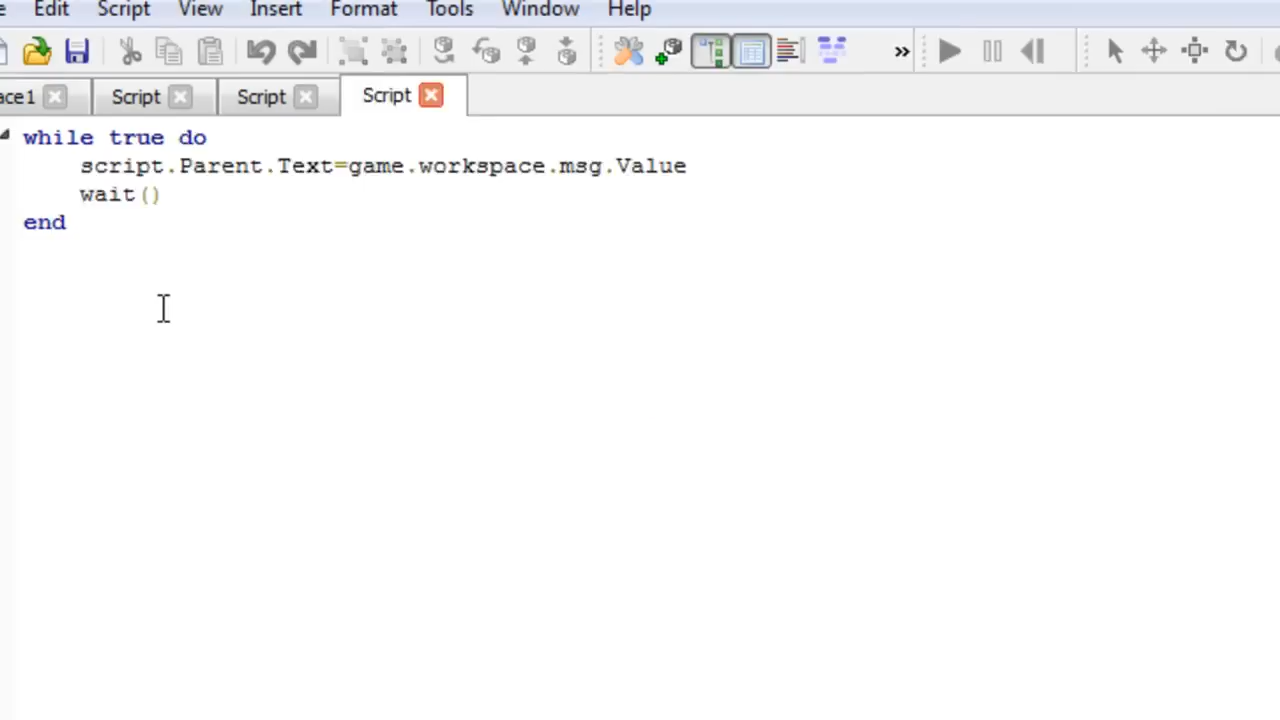 Edit Script View Insert Format Tools Window Help
ace1 Script Script Script
while true do
script.Parent.Text=game.workspace.msg.Value
wait()
end